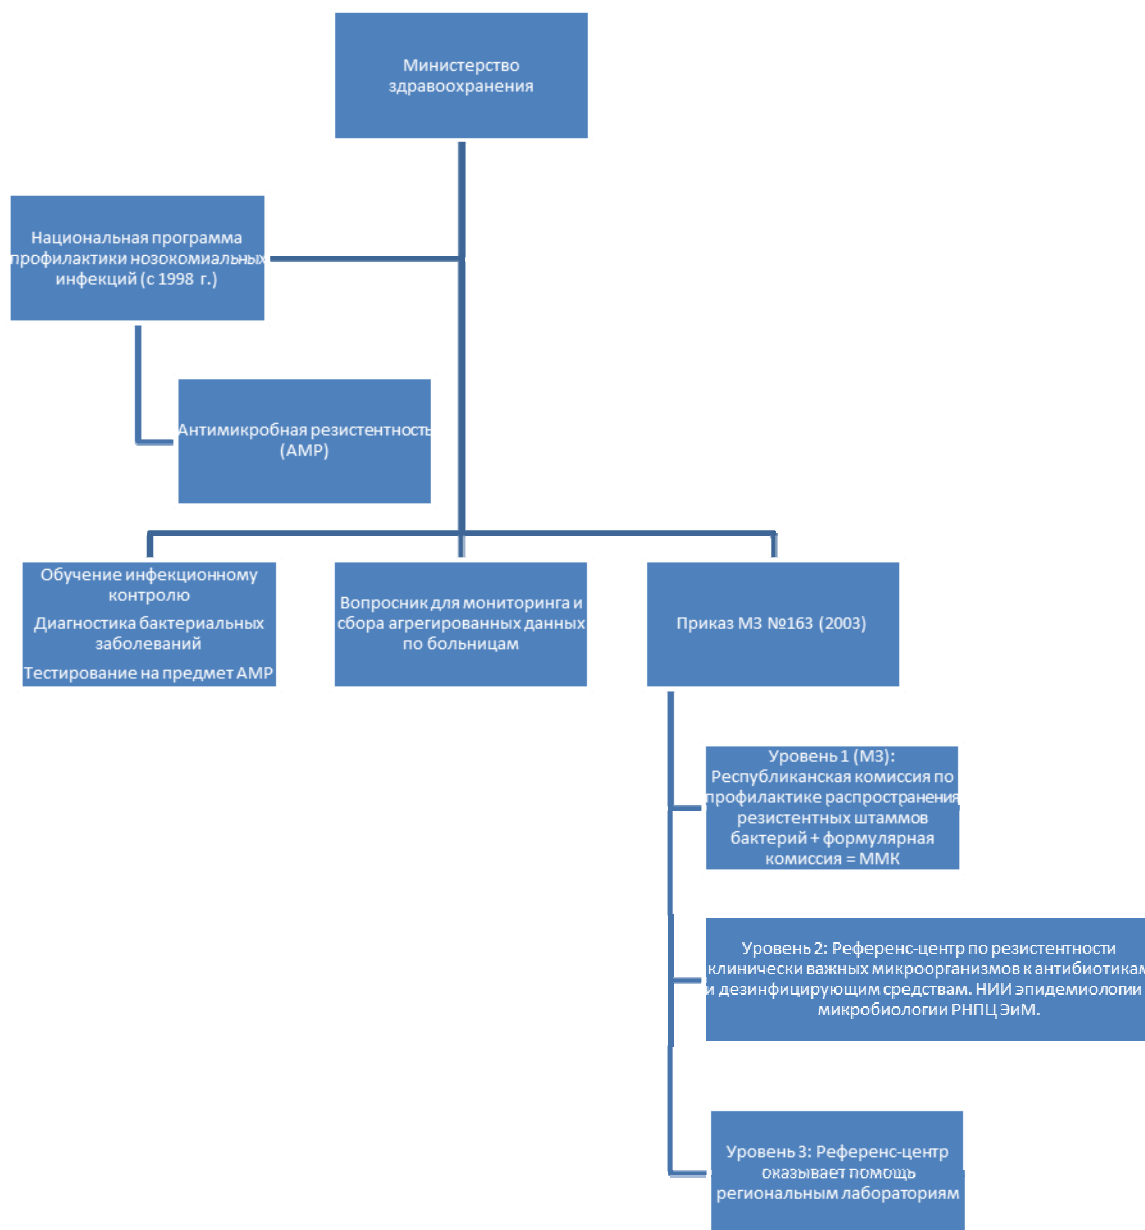 Министерство
здравоохранения
Национальная программа
профилактики нозокомиальных
инфекций (с 1998 г.)
Антимикробная резистентность
(АМР)
Обучение инфекционному
контролю
Диагностика бактериальных
заболеваний
Тестирование на предмет АМР
Вопросник для мониторинга и
сбора агрегированных данных
по больницам
Приказ МЗ №163 (2003)
Уровень 1 (МЗ):
Республиканская комиссия по
профилактике распространения
резистентных штаммов
бактерий + формулярная
комиссия = ММК
Уровень 2: Референс-центр по резистентности
клинически важных микроорганизмов к антибиотикам
и дезинфицирующим средствам. НИИ эпидемиологии
микробиологии РНПЦ ЭиМ.
Уровень 3: Референс-центр
оказывает помощь
региональным лабораториям